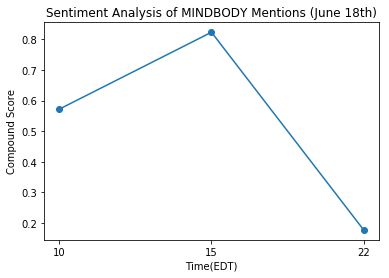 Sentiment Analysis of MINDBODY Mentions (June 18th)
Compound Score
0.8
0.7
0.6
0.5
0.4
0.3
0.2
10 15 22
Time(EDT)